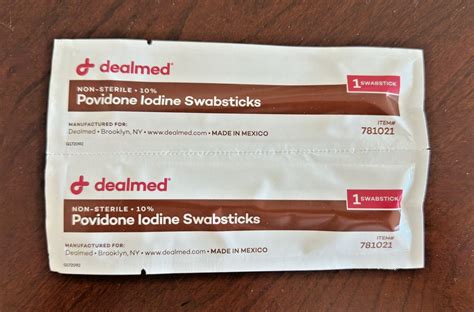 dealmed®
1 SWABSTICK
NON-STERILE • 10%
Povidone Iodine Swabsticks
MANUFACTURED FOR:
Dealmed • Brooklyn, NY • www.dealmed.com • MADE IN MEXICO
ITEM#
781021
dealmed®
1 SWABSTICK
NON-STERILE • 10%
Povidone Iodine Swabsticks
MANUFACTURED FOR:
Dealmed • Brooklyn, NY • www.dealmed.com • MADE IN MEXICO
ITEM#
781021